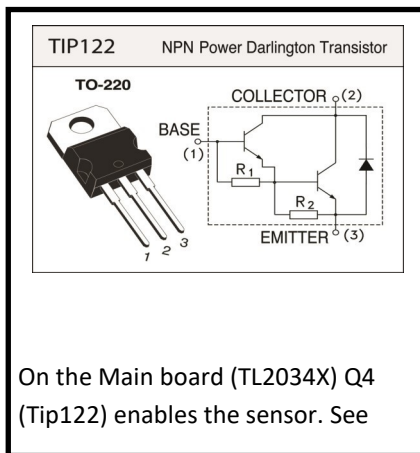 TIP122 NPN Power Darlington Transistor
TO-220
COLLECTOR (2)
BASE
(1)
R1
R2
EMITTER (3)
1 2 3
On the Main board (TL2034X) Q4
(Tip122) enables the sensor. See